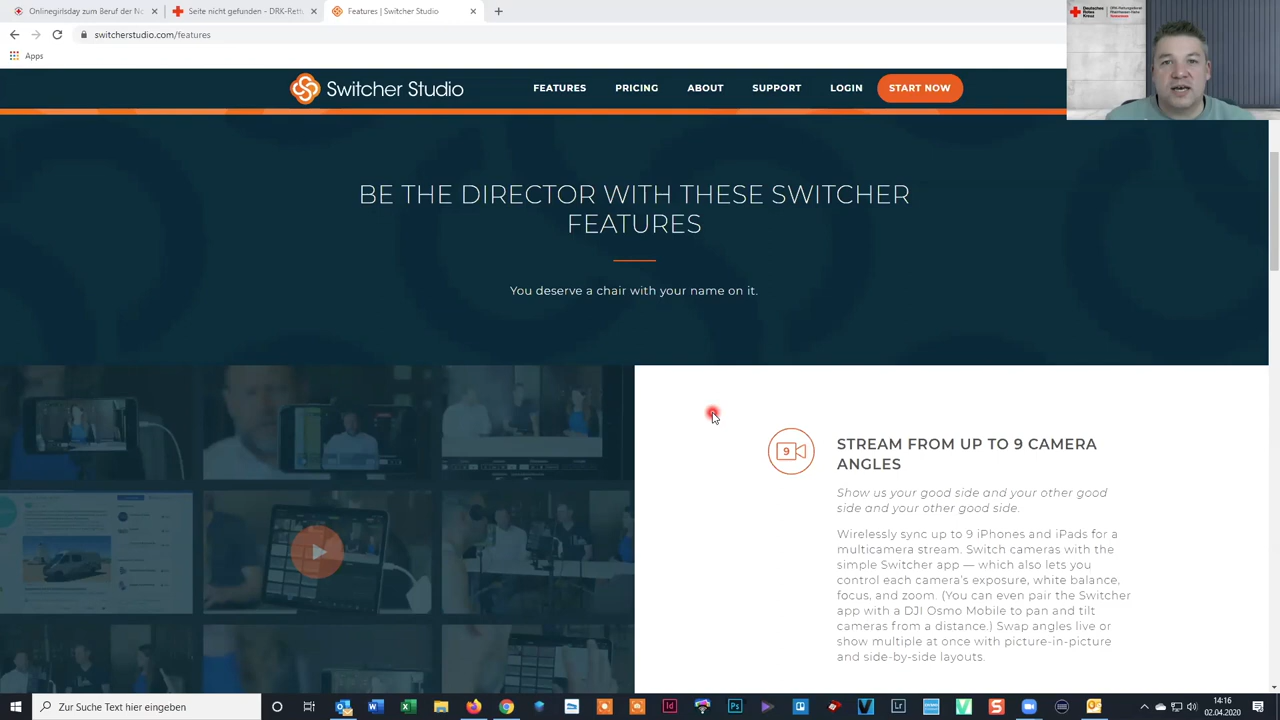 Onlinegirlsday zum Beruf der No
Seite nicht gefunden - DRK-Rett
Features | Switcher Studio
switcherstudio.com/features
Apps
Deutsches
Rotes
Kreuz
Switcher Studio
FEATURES
PRICING
ABOUT
SUPPORT
LOGIN
START NOW
BE THE DIRECTOR WITH THESE SWITCHER
FEATURES
You deserve a chair with your name on it.
9
STREAM FROM UP TO 9 CAMERA
ANGLES
Show us your good side and your other good
side and your other good side.
Wirelessly sync up to 9 iPhones and iPads for a
multicamera stream. Switch cameras with the
simple Switcher app — which also lets you
control each camera's exposure, white balance,
focus, and zoom. (You can even pair the Switcher
app with a DJI Osmo Mobile to pan and tilt
cameras from a distance.) Swap angles live or
show multiple at once with picture-in-picture
and side-by-side layouts.
Zur Suche Text hier eingeben
14:16
02.04.2020